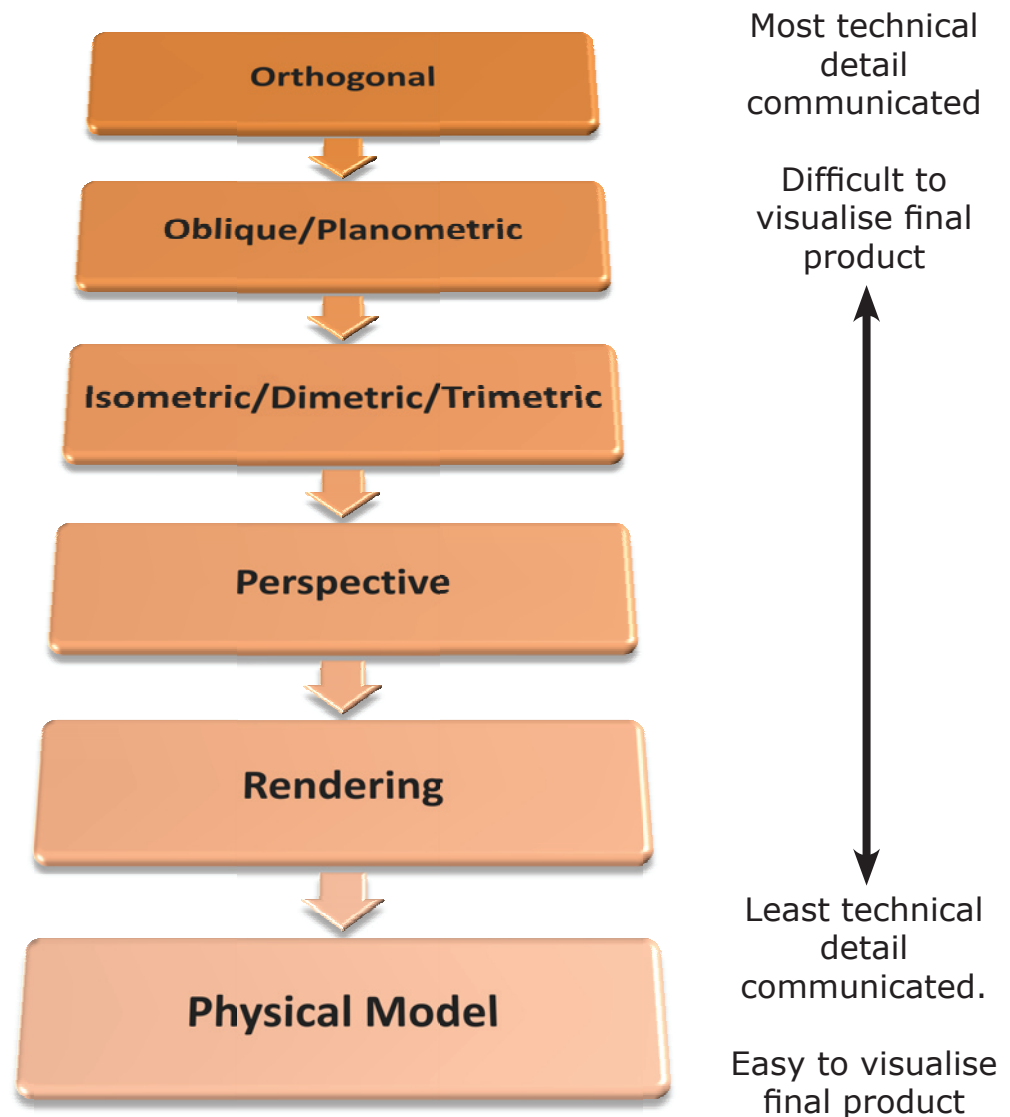 Orthogonal
Oblique/Planometric
Isometric/Dimetric/Trimetric
Perspective
Rendering
Physical Model
Most technical
detail
communicated
Difficult to
visualise final
product
Least technical
detail
communicated.
Easy to visualise
final product